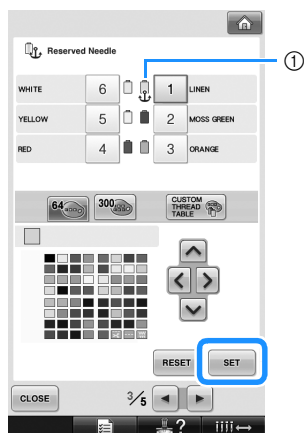 Reserved Needle
①
WHITE 6 1 LINEN
YELLOW 5 2 MOSS GREEN
RED 4 3 ORANGE
64 300 CUSTOM
THREAD
TABLE
RESET SET
CLOSE 3/5
?